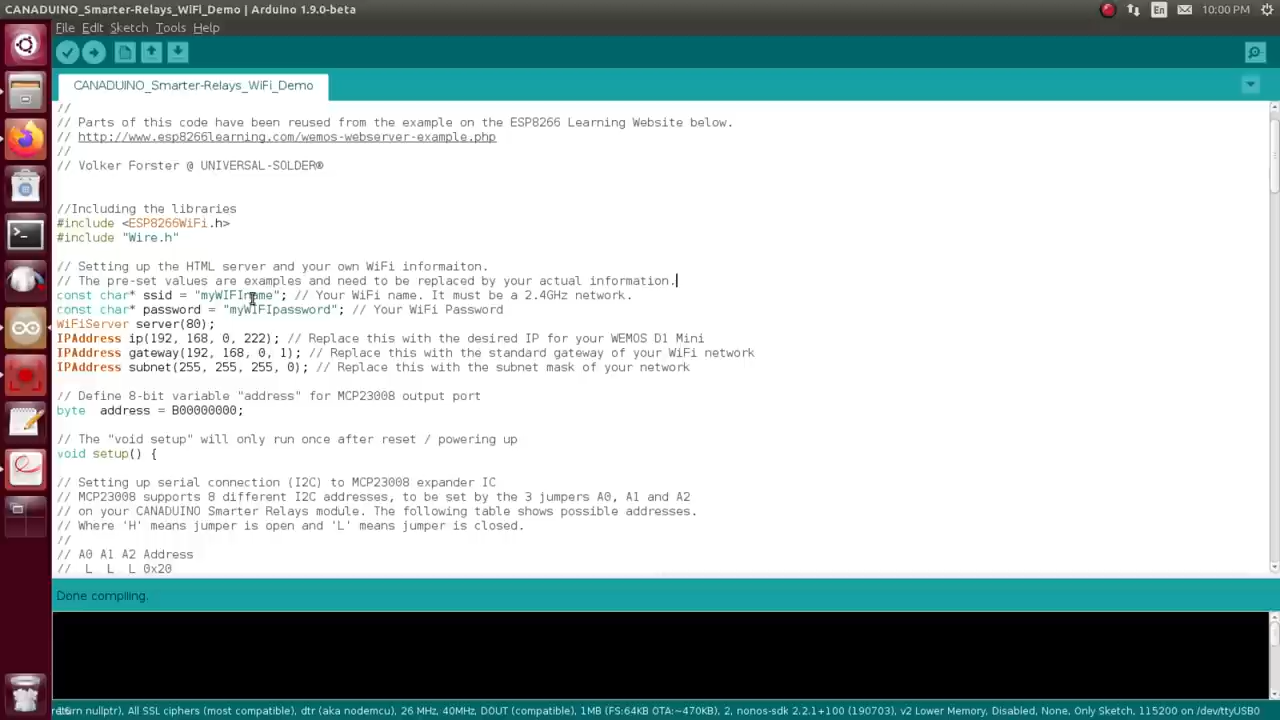 CANADUINO_Smarter-Relays_WiFi_Demo | Arduino 1.9.0-beta
En
10:00 PM
File Edit Sketch Tools Help
CANADUINO_Smarter-Relays_WiFi_Demo
//
// Parts of this code have been reused from the example on the ESP8266 Learning Website below.
// http://www.esp8266learning.com/wemos-webserver-example.php
//
// Volker Forster @ UNIVERSAL-SOLDER®
//Including the libraries
#include <ESP8266WiFi.h>
#include "Wire.h"
// Setting up the HTML server and your own WiFi informaiton.
// The pre-set values are examples and need to be replaced by your actual information.
const char* ssid = "myWIFIname"; // Your WiFi name. It must be a 2.4GHz network.
const char* password = "myWIFIpassword"; // Your WiFi Password
WiFiServer server(80);
IPAddress ip(192, 168, 0, 222); // Replace this with the desired IP for your WEMOS D1 Mini
IPAddress gateway(192, 168, 0, 1); // Replace this with the standard gateway of your WiFi network
IPAddress subnet(255, 255, 255, 0); // Replace this with the subnet mask of your network
// Define 8-bit variable "address" for MCP23008 output port
byte  address = B00000000;
// The "void setup" will only run once after reset / powering up
void setup() {
// Setting up serial connection (I2C) to MCP23008 expander IC
// MCP23008 supports 8 different I2C addresses, to be set by the 3 jumpers A0, A1 and A2
// on your CANADUINO Smarter Relays module. The following table shows possible addresses.
// Where 'H' means jumper is open and 'L' means jumper is closed.
//
// A0 A1 A2 Address
//  L  L  L 0x20
Done compiling.
nullptr), All SSL ciphers (most compatible), dtr (aka nodemcu), 26 MHz, 40MHz, DOUT (compatible), 1MB (FS:64KB OTA:~470KB), 2, nonos-sdk 2.2.1+100 (190703), v2 Lower Memory, Disabled, None, Only Sketch, 115200 on /dev/ttyUSB0